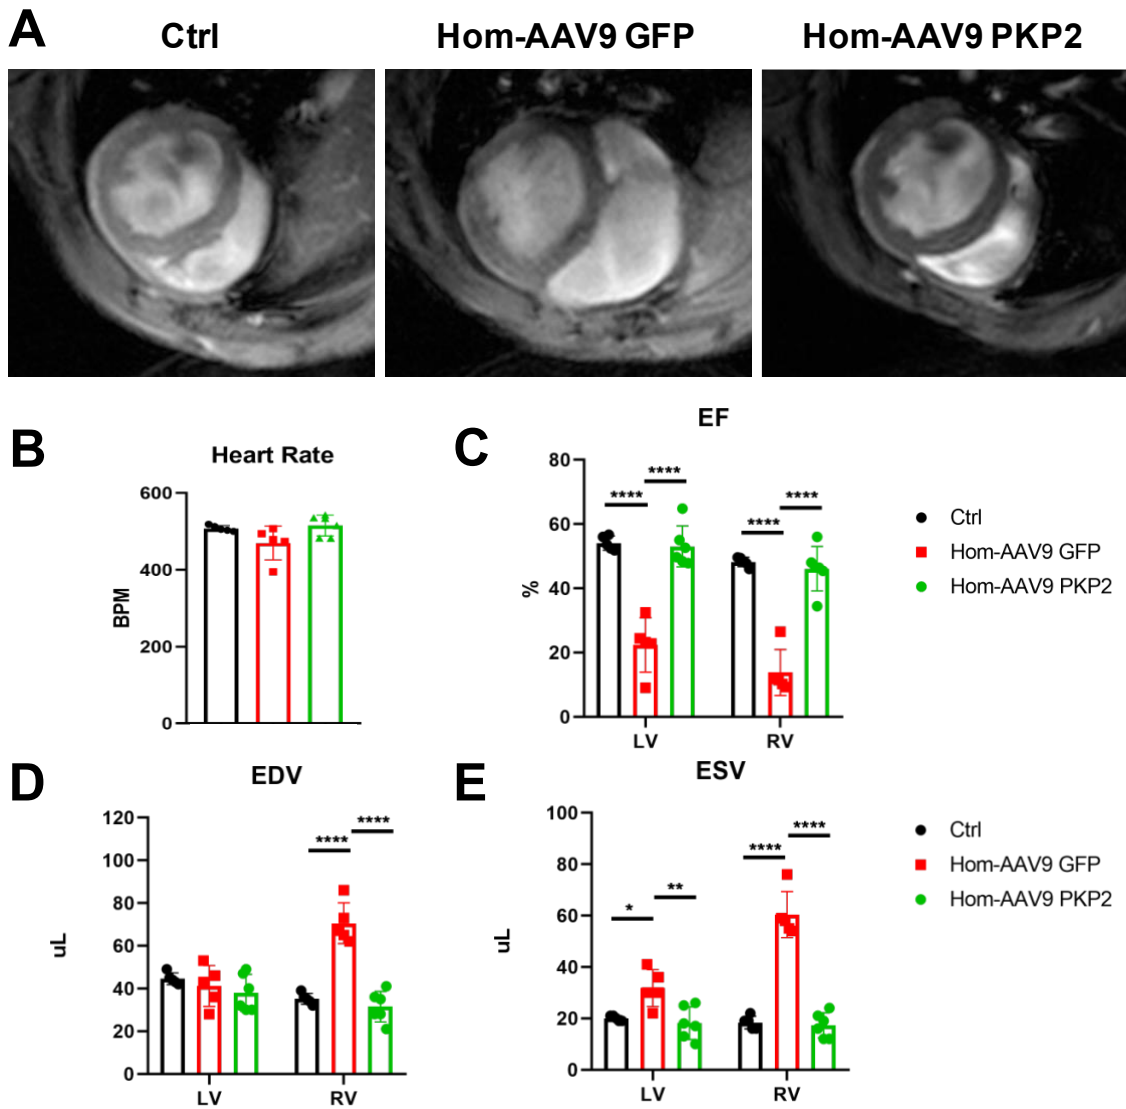 A
Ctrl
Hom-AAV9 GFP
Hom-AAV9 PKP2
B
Heart Rate
BPM
600
400
200
0
C
EF
%
80
60
40
20
0
****
****
****
****
LV
RV
Ctrl
Hom-AAV9 GFP
Hom-AAV9 PKP2
D
EDV
uL
120
100
80
60
40
20
0
****
****
LV
RV
E
ESV
uL
100
80
60
40
20
0
*
**
****
****
LV
RV
Ctrl
Hom-AAV9 GFP
Hom-AAV9 PKP2